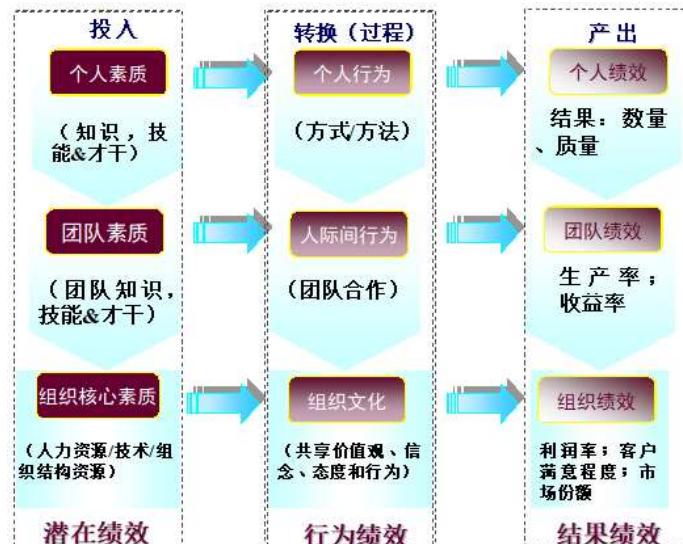 投入
个人素质
（知识，技
能&才干）
团队素质
（团队知识，
技能&才干）
组织核心素质
（人力资源/技术/组
织结构资源）
潜在绩效
转换（过程）
个人行为
（方式/方法）
人际间行为
（团队合作）
组织文化
（共享价值观、信
念、态度和行为）
行为绩效
产出
个人绩效
结果：数量
、质量
团队绩效
生产率；
收益率
组织绩效
利润率；客户
满意程度；市
场份额
结果绩效